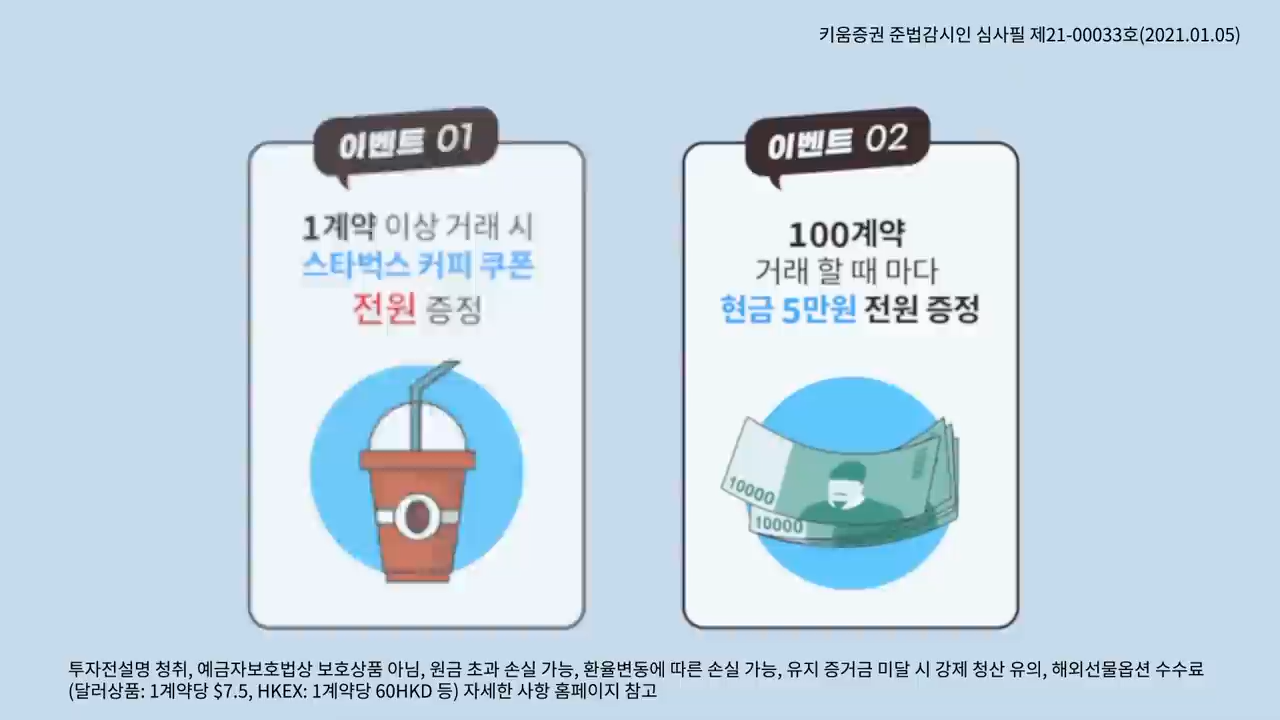 키움증권 준법감시인 심사필 제21-00033호(2021.01.05)
이벤트 01
1계약 이상 거래 시
스타벅스 커피 쿠폰
전원 증정
이벤트 02
100계약
거래 할 때 마다
현금 5만원 전원 증정
10000
10000
투자전설명 청취, 예금자보호법상 보호상품 아님, 원금 초과 손실 가능, 환율변동에 따른 손실 가능, 유지 증거금 미달 시 강제 청산 유의, 해외선물옵션 수수료
(달러상품: 1계약당 $7.5, HKEX: 1계약당 60HKD 등) 자세한 사항 홈페이지 참고